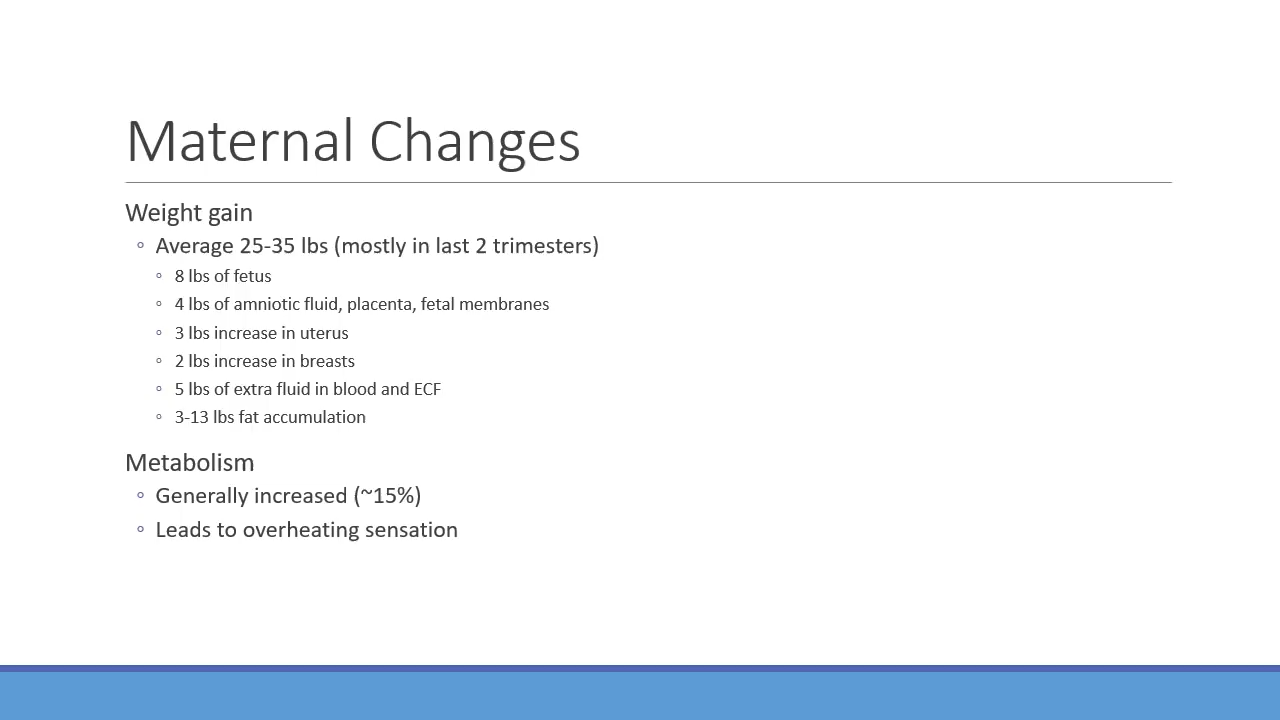 Maternal Changes
Weight gain
◦ Average 25-35 lbs (mostly in last 2 trimesters)
◦ 8 lbs of fetus
◦ 4 lbs of amniotic fluid, placenta, fetal membranes
◦ 3 lbs increase in uterus
◦ 2 lbs increase in breasts
◦ 5 lbs of extra fluid in blood and ECF
◦ 3-13 lbs fat accumulation
Metabolism
◦ Generally increased (~15%)
◦ Leads to overheating sensation